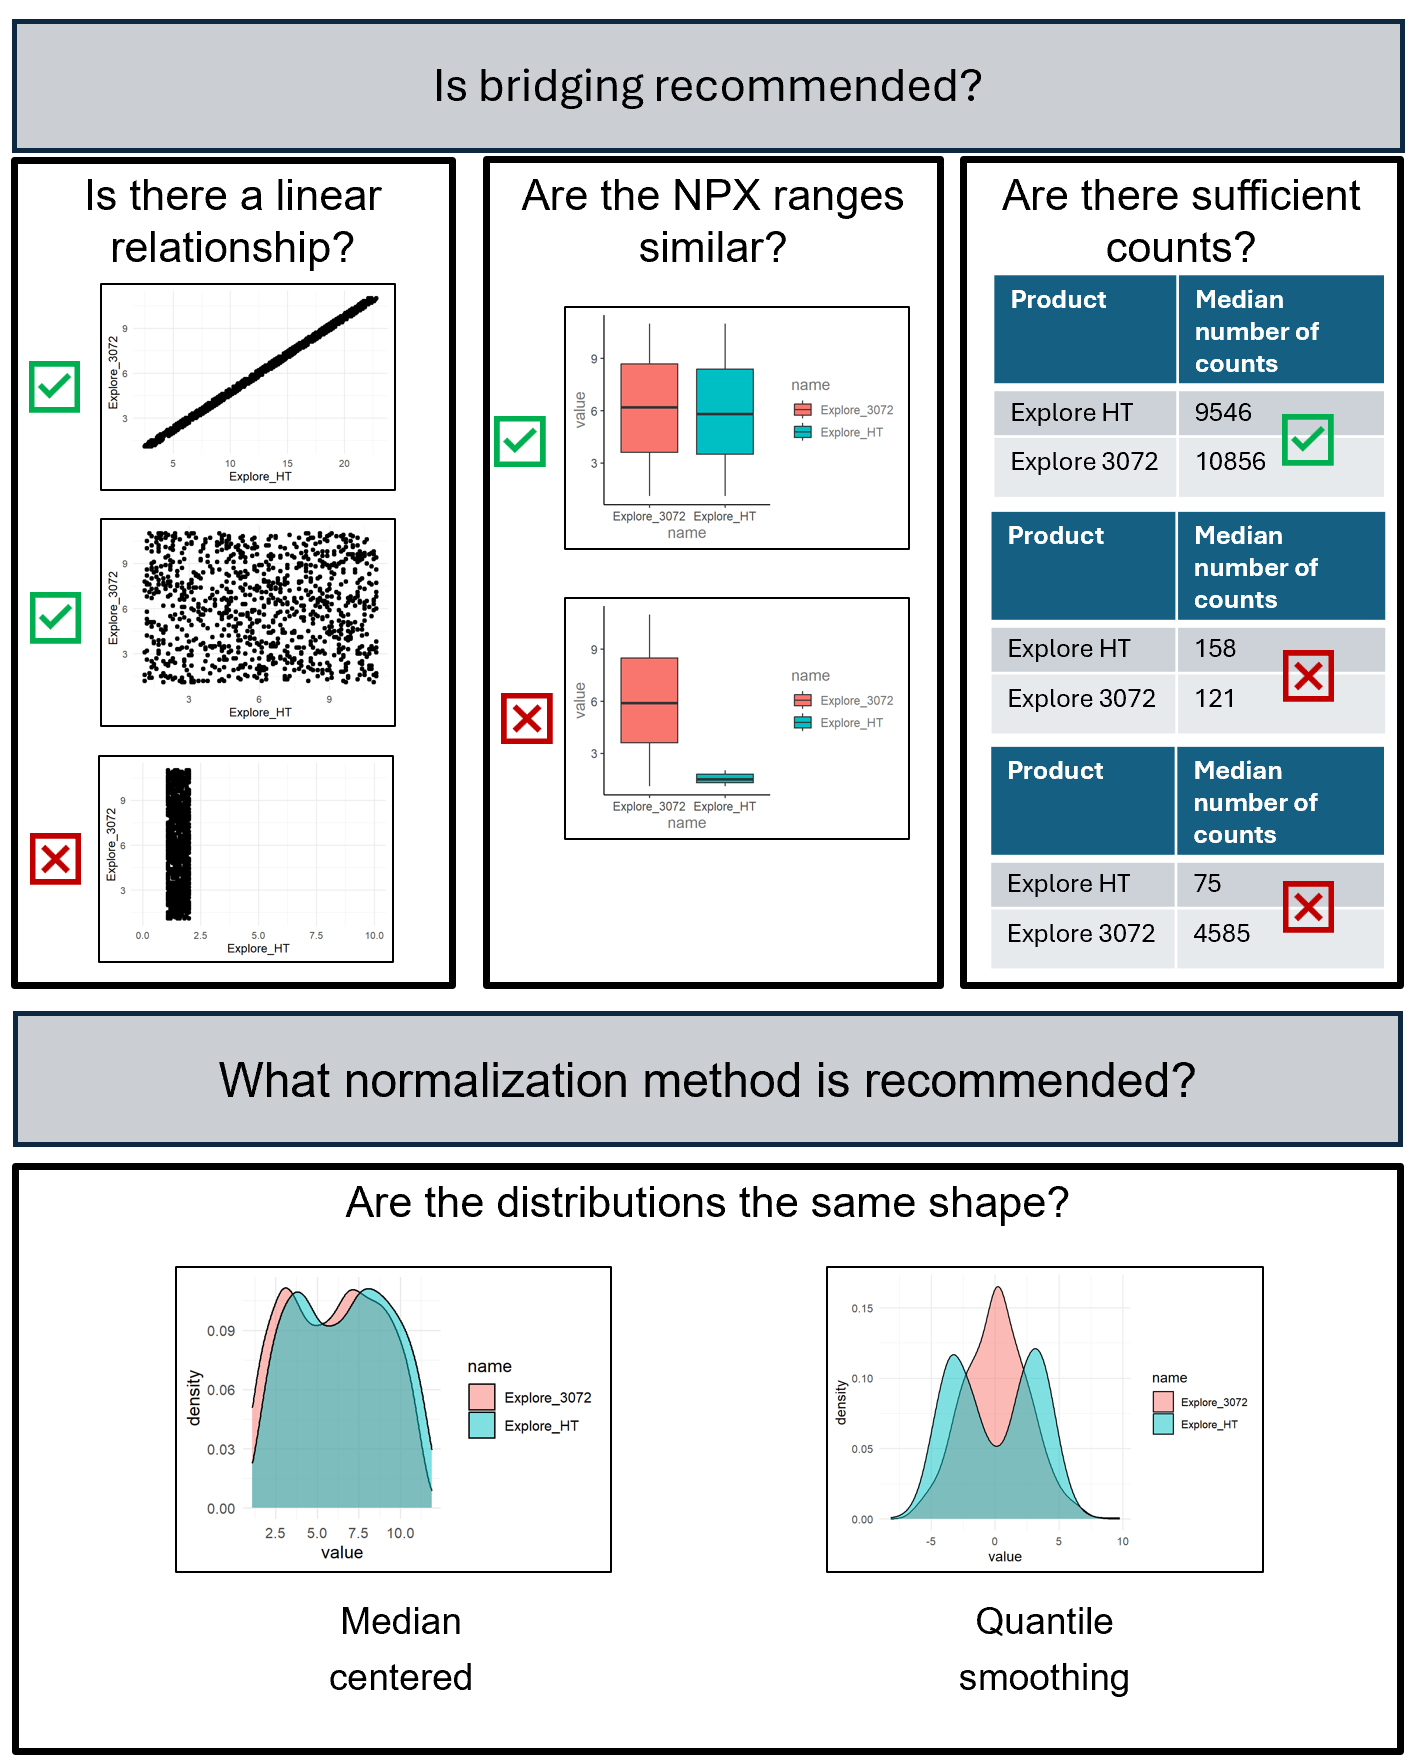 Is bridging recommended?
Is there a linear
relationship?
Explore_3072
9
6
3
5
10
15
20
Explore_HT
Explore_3072
9
6
3
3
6
9
Explore_HT
Explore_3072
9
6
3
0.0
2.5
5.0
7.5
10.0
Explore_HT
Are the NPX ranges
similar?
value
9
6
3
Explore_3072
Explore_HT
name
name
Explore_3072
Explore_HT
value
9
6
3
Explore_3072
Explore_HT
name
name
Explore_3072
Explore_HT
Are there sufficient
counts?
Product
Median
number of
counts
Explore HT
9546
Explore 3072
10856
Product
Median
number of
counts
Explore HT
158
Explore 3072
121
Product
Median
number of
counts
Explore HT
75
Explore 3072
4585
What normalization method is recommended?
Are the distributions the same shape?
density
0.09
0.06
0.03
0.00
2.5
5.0
7.5
10.0
value
name
Explore_3072
Explore_HT
Median
centered
density
0.15
0.10
0.05
0.00
-5
0
5
10
value
name
Explore_3072
Explore_HT
Quantile
smoothing